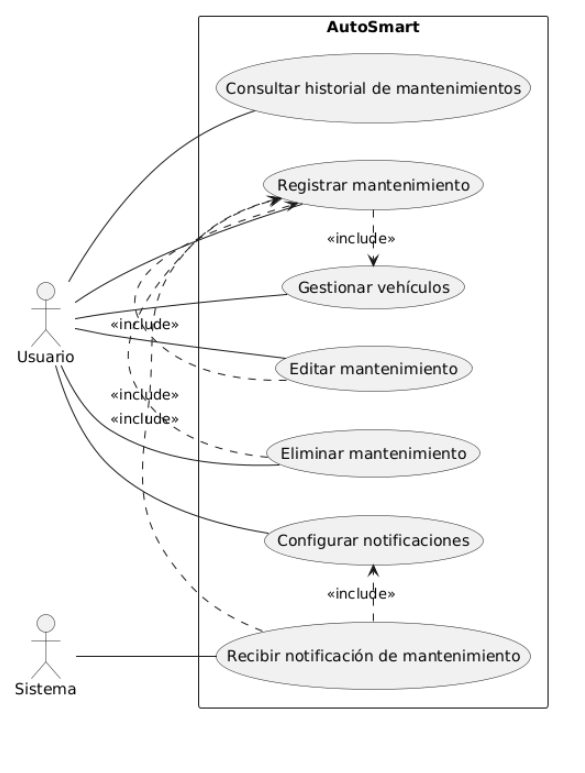 AutoSmart
Consultar historial de mantenimientos
Registrar mantenimiento
«include»
Gestionar vehículos
«include»
Usuario
Editar mantenimiento
«include»
«include»
Eliminar mantenimiento
Configurar notificaciones
«include»
Recibir notificación de mantenimiento
Sistema